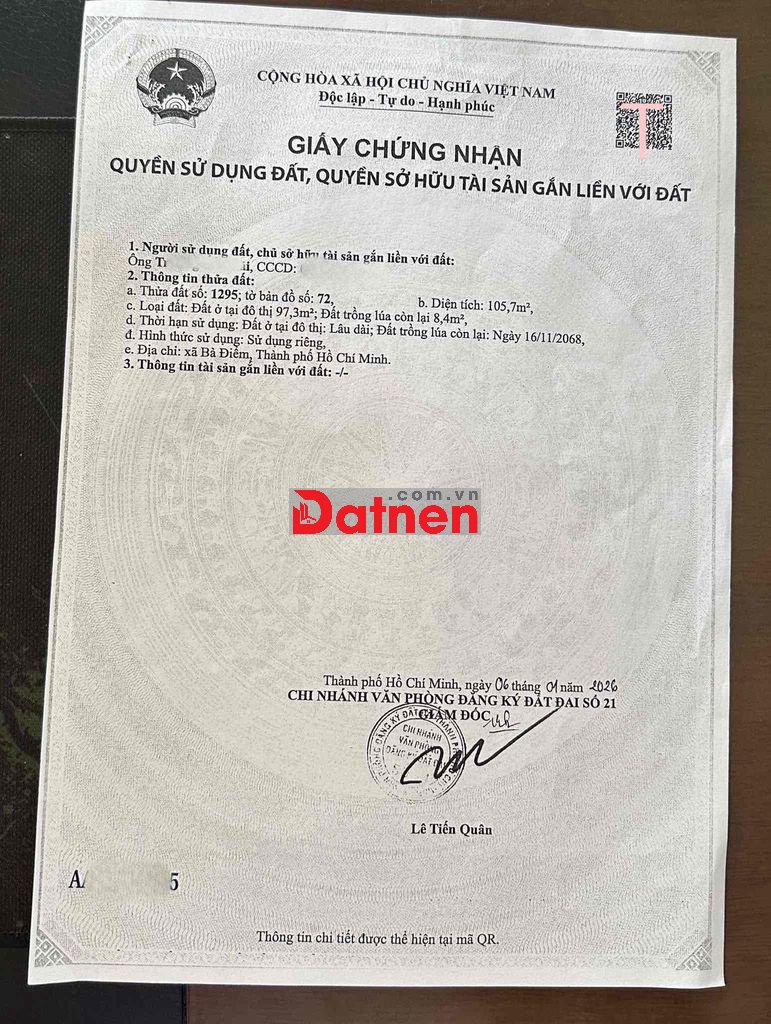 CỘNG HÒA XÃ HỘI CHỦ NGHĨA VIỆT NAM
Độc lập - Tự do - Hạnh phúc
T
GIẤY CHỨNG NHẬN
QUYỀN SỬ DỤNG ĐẤT, QUYỀN SỞ HỮU TÀI SẢN GẮN LIỀN VỚI ĐẤT
1. Người sử dụng đất, chủ sở hữu tài sản gắn liền với đất:
Ông CCCD:
2. Thông tin thửa đất:
a. Thửa đất số: 1295; tờ bản đồ số: 72, b. Diện tích: 105,7m²,
c. Loại đất: Đất ở tại đô thị 97,3m²; Đất trồng lúa còn lại 8,4m²,
d. Thời hạn sử dụng: Đất ở tại đô thị: Lâu dài; Đất trồng lúa còn lại: Ngày 16/11/2068,
đ. Hình thức sử dụng: Sử dụng riêng,
e. Địa chỉ: xã Bà Điểm, Thành phố Hồ Chí Minh.
3. Thông tin tài sản gắn liền với đất: -/-
.com.vn
Datnen
Thành phố Hồ Chí Minh, ngày 06 tháng 01 năm 2026
CHI NHÁNH VĂN PHÒNG ĐĂNG KÝ ĐẤT ĐAI SỐ 21
GIÁM ĐỐC
CHI NHÁNH
VĂN PHÒNG
ĐĂNG KÝ ĐẤT
Lê Tiến Quân
A 5
Thông tin chi tiết được thể hiện tại mã QR.